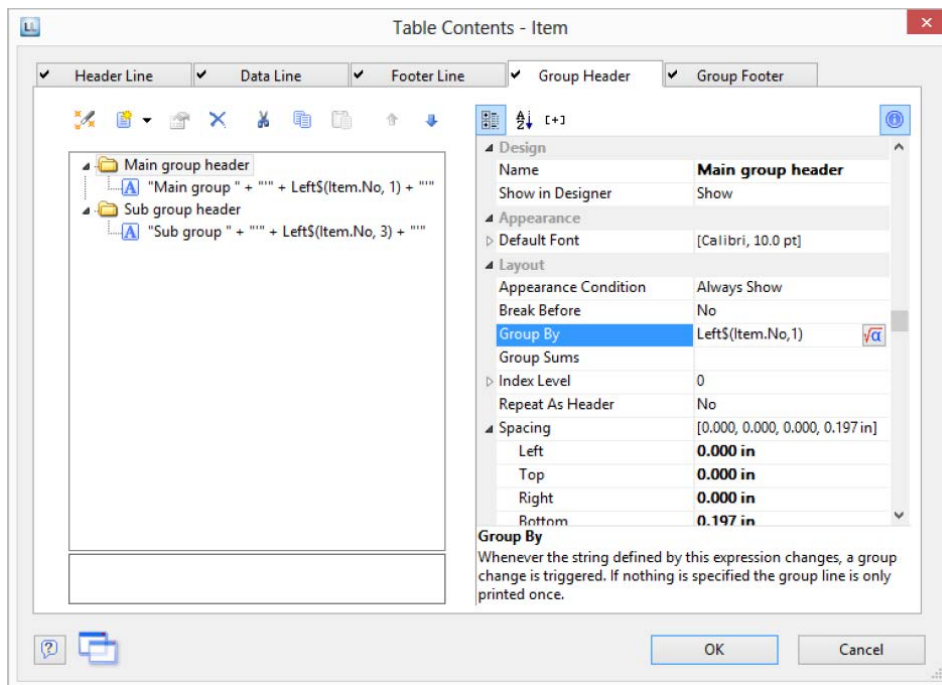 LL
Table Contents - Item
Header Line
Data Line
Footer Line
Group Header
Group Footer
Main group header
"Main group " + "'" + Left$(Item.No, 1) + "'"
Sub group header
"Sub group " + "'" + Left$(Item.No, 3) + "'"
[+]
Design
Name Main group header
Show in Designer Show
Appearance
Default Font [Calibri, 10.0 pt]
Layout
Appearance Condition Always Show
Break Before No
Group By Left$(Item.No,1)
Group Sums
Index Level 0
Repeat As Header No
Spacing [0.000, 0.000, 0.000, 0.197 in]
Left 0.000 in
Top 0.000 in
Right 0.000 in
Bottom 0.197 in
Group By
Whenever the string defined by this expression changes, a group
change is triggered. If nothing is specified the group line is only
printed once.
OK
Cancel